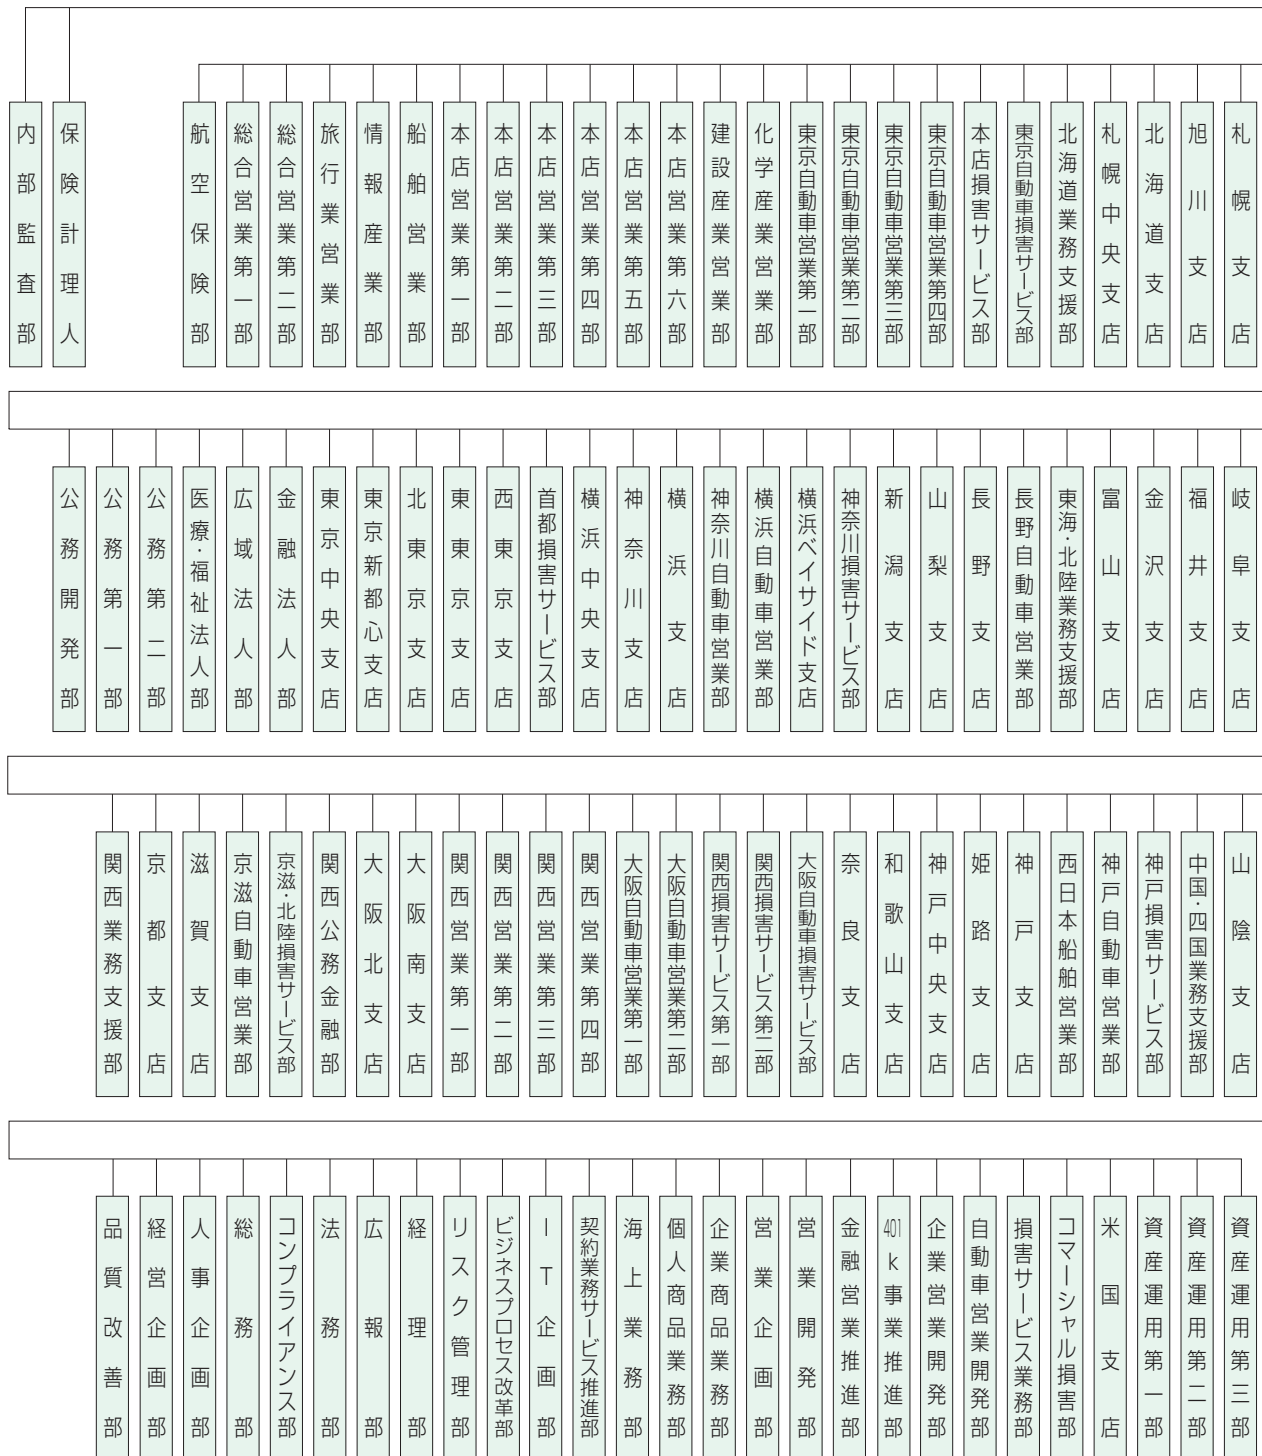 内部監査部
保険計理人
航空保険部
総合営業第一部
総合営業第二部
旅行業営業部
情報産業部
船舶営業部
本店営業第一部
本店営業第二部
本店営業第三部
本店営業第四部
本店営業第五部
本店営業第六部
建設産業営業部
化学産業営業部
東京自動車営業第一部
東京自動車営業第二部
東京自動車営業第三部
東京自動車営業第四部
本店損害サービス部
東京自動車損害サービス部
北海道業務支援部
札幌中央支店
北海道支店
旭川支店
札幌支店
公務開発部
公務第一部
公務第二部
医療・福祉法人部
広域法人部
金融法人部
東京中央支店
東京新都心支店
北東京支店
東東京支店
西東京支店
首都損害サービス部
横浜中央支店
神奈川支店
横浜支店
神奈川自動車営業部
横浜自動車営業部
横浜ベイサイド支店
神奈川損害サービス部
新潟支店
山梨支店
長野支店
長野自動車営業部
東海・北陸業務支援部
富山支店
金沢支店
福井支店
岐阜支店
関西業務支援部
京都支店
滋賀支店
京滋自動車営業部
京滋・北陸損害サービス部
関西公務金融部
大阪北支店
大阪南支店
関西営業第一部
関西営業第二部
関西営業第三部
関西営業第四部
大阪自動車営業第一部
大阪自動車営業第二部
関西損害サービス第一部
関西損害サービス第二部
大阪自動車損害サービス部
奈良支店
和歌山支店
神戸中央支店
姫路支店
神戸支店
西日本船舶営業部
神戸自動車営業部
神戸損害サービス部
中国・四国業務支援部
山陰支店
品質改善部
経営企画部
人事企画部
総務部
コンプライアンス部
法務部
広報部
経理部
リスク管理部
ビジネスプロセス改革部
IT企画部
契約業務サービス推進部
海上業務部
個人商品業務部
企業商品業務部
営業企画部
営業開発部
金融営業推進部
401k事業推進部
企業営業開発部
自動車営業開発部
損害サービス業務部
コマーシャル損害部
米国支店
資産運用第一部
資産運用第二部
資産運用第三部